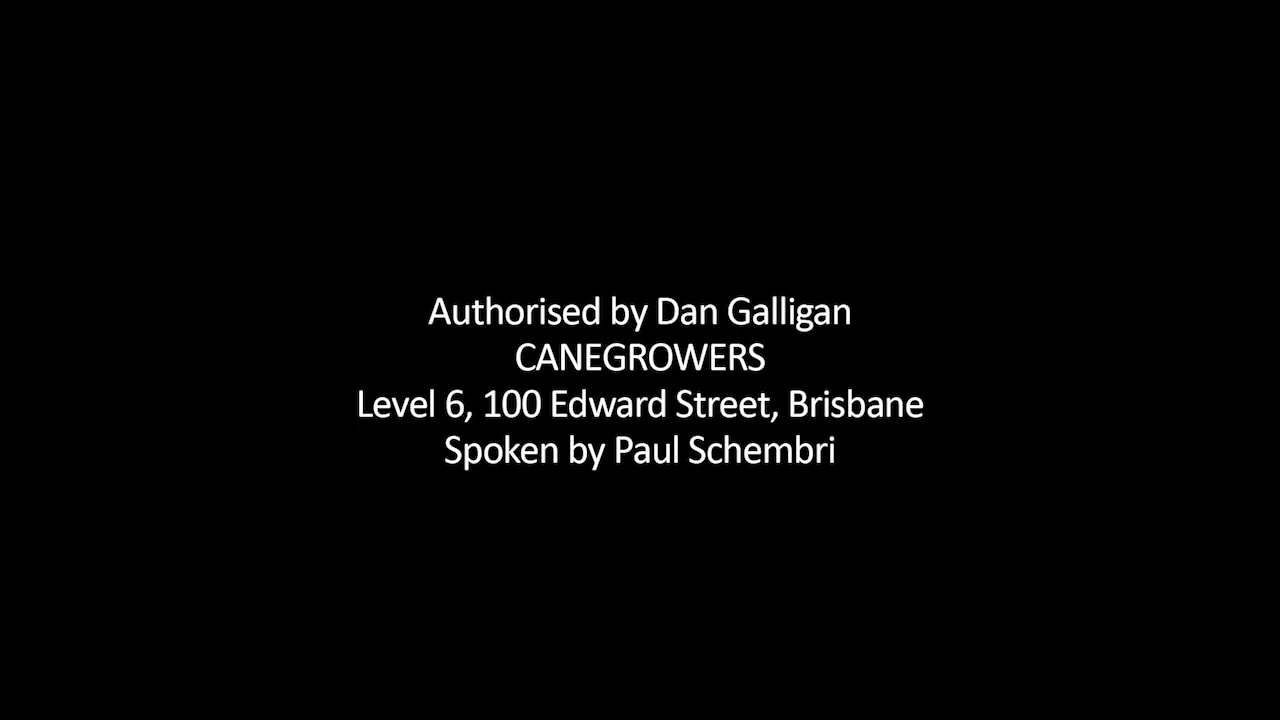 Authorised by Dan Galligan
CANEGROWERS
Level 6, 100 Edward Street, Brisbane
Spoken by Paul Schembri